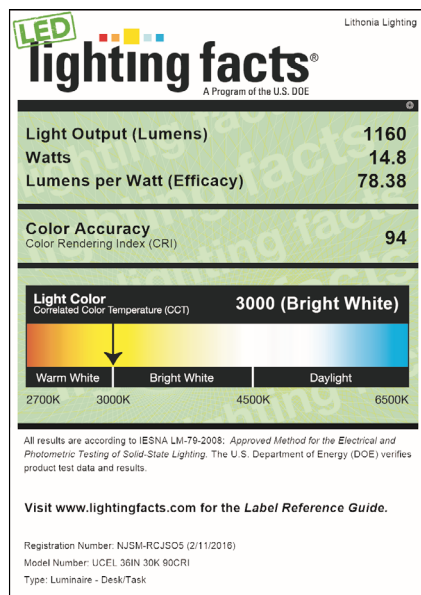 Lithonia Lighting
LED
lighting facts®
A Program of the U.S. DOE
Light Output (Lumens) 1160
Watts 14.8
Lumens per Watt (Efficacy) 78.38
Color Accuracy
Color Rendering Index (CRI) 94
Light Color
Correlated Color Temperature (CCT) 3000 (Bright White)
Warm White Bright White Daylight
2700K 3000K 4500K 6500K
All results are according to IESNA LM-79-2008: Approved Method for the Electrical and
Photometric Testing of Solid-State Lighting. The U.S. Department of Energy (DOE) verifies
product test data and results.
Visit www.lightingfacts.com for the Label Reference Guide.
Registration Number: NJSM-RCJSO5 (2/11/2016)
Model Number: UCEL 36IN 30K 90CRI
Type: Luminaire - Desk/Task